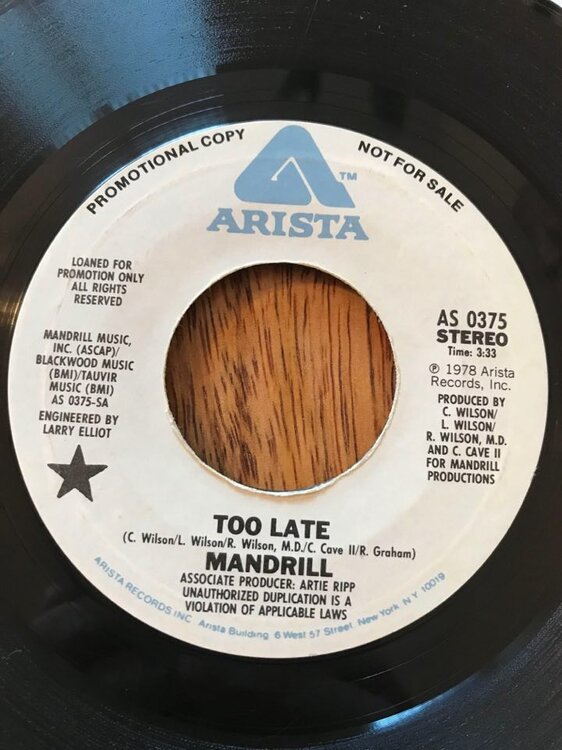 PROMOTIONAL COPY
NOT FOR SALE
TM
ARISTA
LOANED FOR
PROMOTION ONLY
ALL RIGHTS
RESERVED
MANDRILL MUSIC,
INC. (ASCAP)/
BLACKWOOD MUSIC
(BMI)/TAUVIR
MUSIC (BMI)
AS 0375-SA
ENGINEERED BY
LARRY ELLIOT
AS 0375
STEREO
Time: 3:33
℗ 1978 Arista
Records, Inc.
PRODUCED BY
C. WILSON/
L. WILSON/
R. WILSON, M.D.
AND C. CAVE II
FOR MANDRILL
PRODUCTIONS
TOO LATE
(C. Wilson/L. Wilson/R. Wilson, M.D./C. Cave II/R. Graham)
MANDRILL
ASSOCIATE PRODUCER: ARTIE RIPP
UNAUTHORIZED DUPLICATION IS A
VIOLATION OF APPLICABLE LAWS
ARISTA RECORDS INC Arista Building 6 West 57 Street New York NY 10019